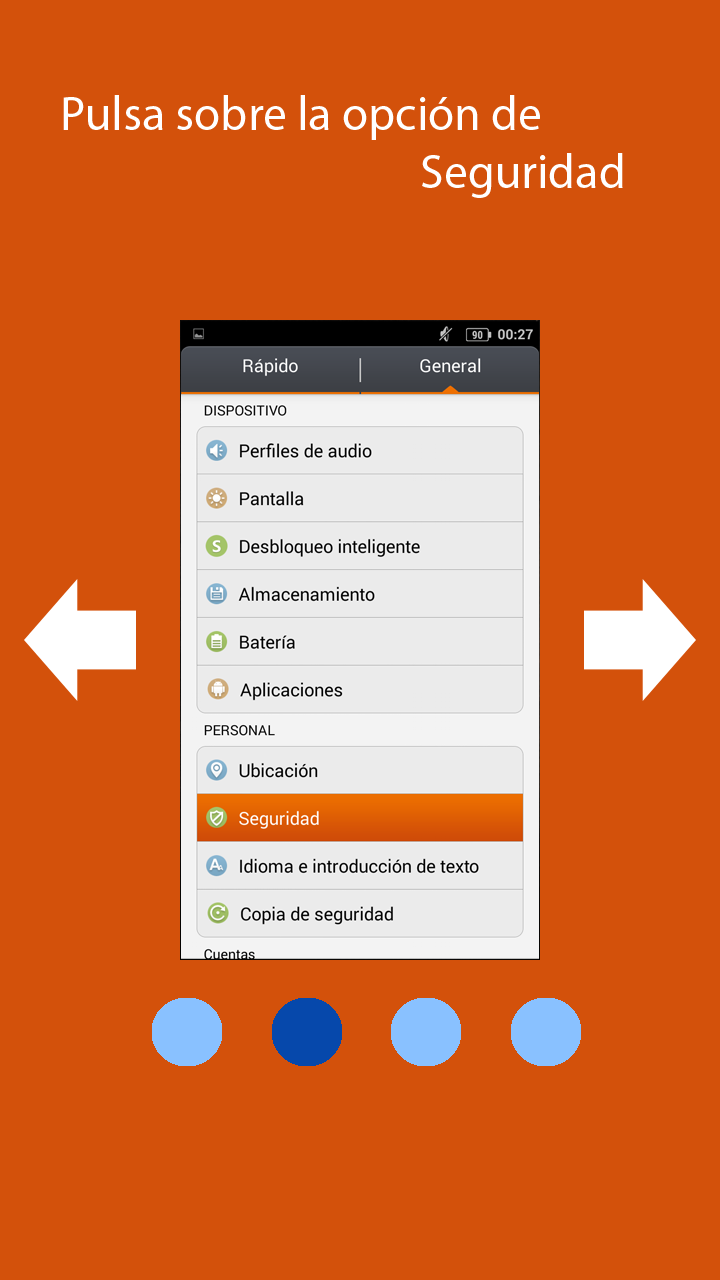 Pulsa sobre la opción de
Seguridad
90 00:27
Rápido | General
DISPOSITIVO
Perfiles de audio
Pantalla
S Desbloqueo inteligente
Almacenamiento
Batería
Aplicaciones
PERSONAL
Ubicación
Seguridad
Idioma e introducción de texto
Copia de seguridad
Cuentas